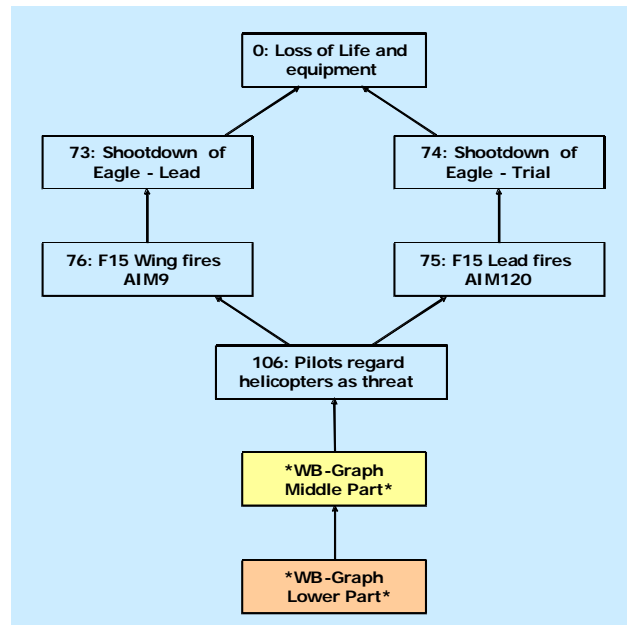 0: Loss of Life and
equipment
73: Shootdown of
Eagle - Lead
74: Shootdown of
Eagle - Trial
76: F15 Wing fires
AIM9
75: F15 Lead fires
AIM120
106: Pilots regard
helicopters as threat
*WB-Graph
Middle Part*
*WB-Graph
Lower Part*